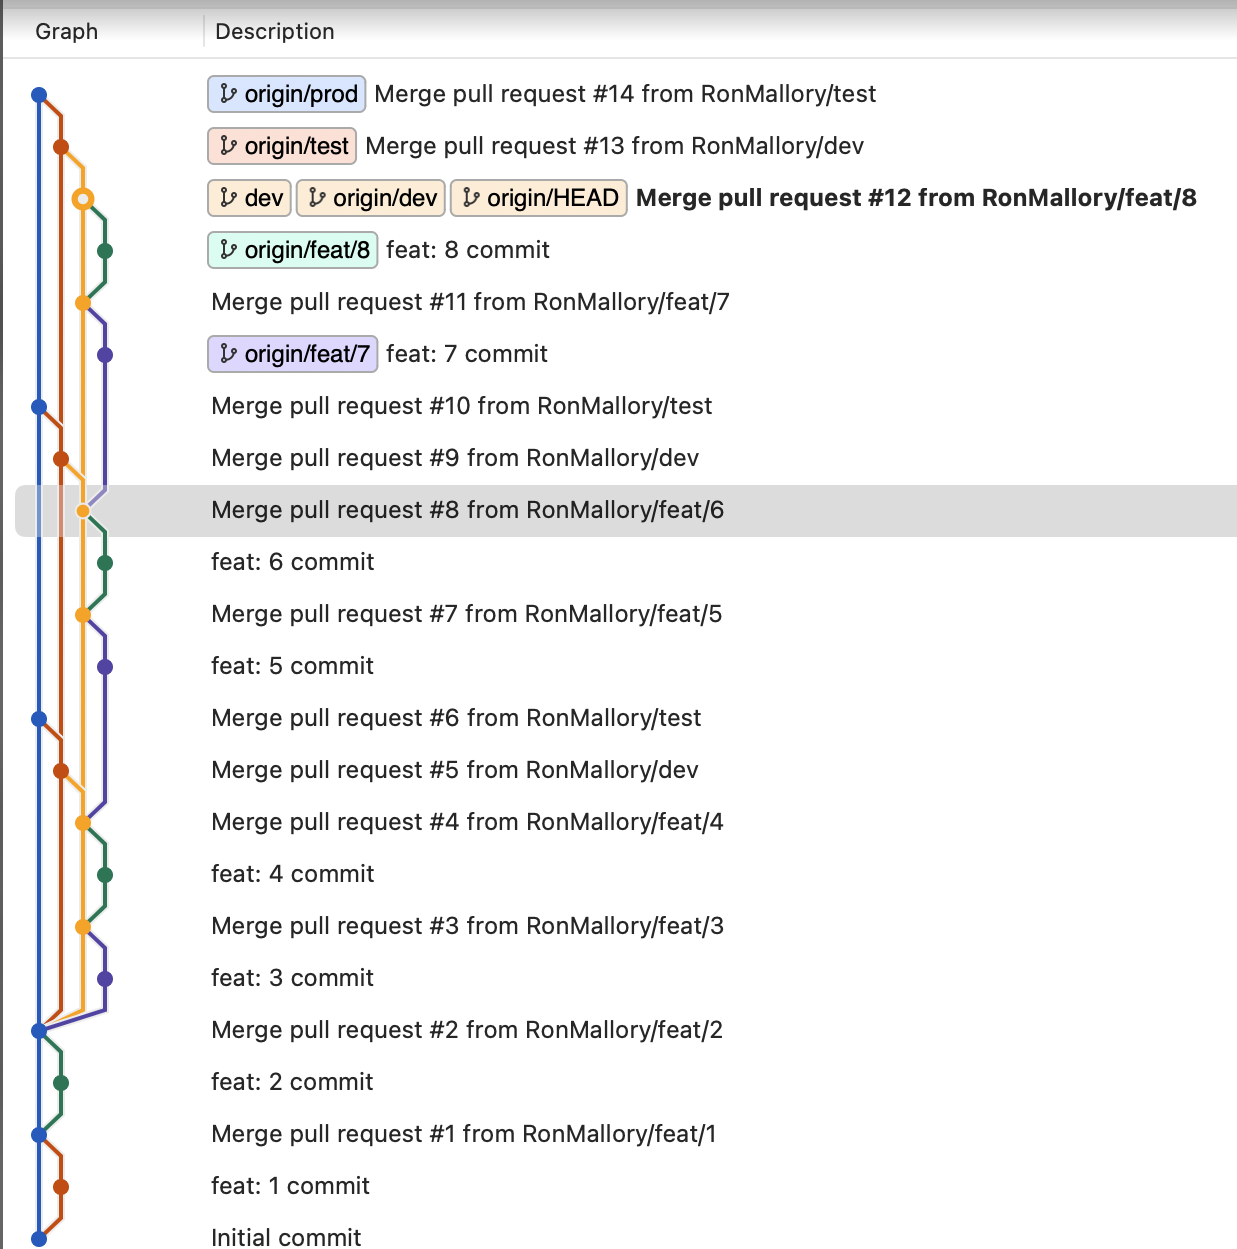 Graph Description
origin/prod Merge pull request #14 from RonMallory/test
origin/test Merge pull request #13 from RonMallory/dev
dev origin/dev origin/HEAD Merge pull request #12 from RonMallory/feat/8
origin/feat/8 feat: 8 commit
Merge pull request #11 from RonMallory/feat/7
origin/feat/7 feat: 7 commit
Merge pull request #10 from RonMallory/test
Merge pull request #9 from RonMallory/dev
Merge pull request #8 from RonMallory/feat/6
feat: 6 commit
Merge pull request #7 from RonMallory/feat/5
feat: 5 commit
Merge pull request #6 from RonMallory/test
Merge pull request #5 from RonMallory/dev
Merge pull request #4 from RonMallory/feat/4
feat: 4 commit
Merge pull request #3 from RonMallory/feat/3
feat: 3 commit
Merge pull request #2 from RonMallory/feat/2
feat: 2 commit
Merge pull request #1 from RonMallory/feat/1
feat: 1 commit
Initial commit